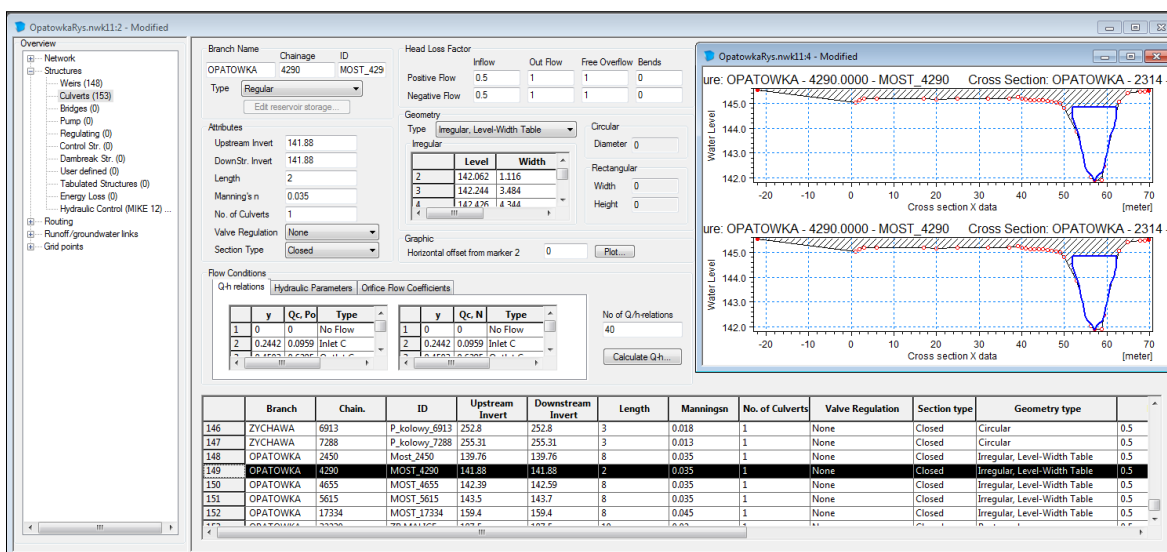 OpatowkaRys.nwk11:2 - Modified
Overview
Network
Structures
Weirs (148)
Culverts (153)
Bridges (0)
Pump (0)
Regulating (0)
Control Str. (0)
Dambreak Str. (0)
User defined (0)
Tabulated Structures (0)
Energy Loss (0)
Hydraulic Control (MIKE 12) ...
Routing
Runoff/groundwater links
Grid points
Branch Name Chainage ID
OPATOWKA 4290 MOST_429
Type Regular
Edit reservoir storage...
Attributes
Upstream Invert 141.88
DownStr. Invert 141.88
Length 2
Manning's n 0.035
No. of Culverts 1
Valve Regulation None
Section Type Closed
Head Loss Factor
Inflow Out Flow Free Overflow Bends
Positive Flow 0.5 1 1 0
Negative Flow 0.5 1 1 0
Geometry
Type Irregular, Level-Width Table
Irregular
Level Width
2 142.062 1.116
3 142.244 3.484
4 142.426 4.344
Circular
Diameter 0
Rectangular
Width 0
Height 0
Graphic
Horizontal offset from marker 2 0 Plot...
Flow Conditions
Q-h relations Hydraulic Parameters Orifice Flow Coefficients
y Qc, Po Type
1 0 0 No Flow
2 0.2442 0.0959 Inlet C
y Qc, N Type
1 0 0 No Flow
2 0.2442 0.0959 Inlet C
No of Q/h-relations
40
Calculate Q-h...
OpatowkaRys.nwk11:4 - Modified
ure: OPATOWKA - 4290.0000 - MOST_4290 Cross Section: OPATOWKA - 2314 -
Water Level
145.0
144.0
143.0
142.0
-20 -10 0 10 20 30 40 50 60 70
Cross section X data [meter]
ure: OPATOWKA - 4290.0000 - MOST_4290 Cross Section: OPATOWKA - 2314 -
Water Level
145.0
144.0
143.0
142.0
-20 -10 0 10 20 30 40 50 60 70
Cross section X data [meter]
Branch Chain. ID Upstream Invert Downstream Invert Length Manningsn No. of Culverts Valve Regulation Section type Geometry type
146 ZYCHAWA 6913 P_kolowy_6913 252.8 252.8 3 0.018 1 None Closed Circular 0.5
147 ZYCHAWA 7288 P_kolowy_7288 255.31 255.31 3 0.013 1 None Closed Circular 0.5
148 OPATOWKA 2450 Most_2450 139.76 139.76 8 0.035 1 None Closed Irregular, Level-Width Table 0.5
149 OPATOWKA 4290 MOST_4290 141.88 141.88 2 0.035 1 None Closed Irregular, Level-Width Table 0.5
150 OPATOWKA 4655 MOST_4655 142.39 142.59 8 0.035 1 None Closed Irregular, Level-Width Table 0.5
151 OPATOWKA 5615 MOST_5615 143.5 143.7 8 0.035 1 None Closed Irregular, Level-Width Table 0.5
152 OPATOWKA 17334 MOST_17334 159.4 159.4 8 0.045 1 None Closed Irregular, Level-Width Table 0.5